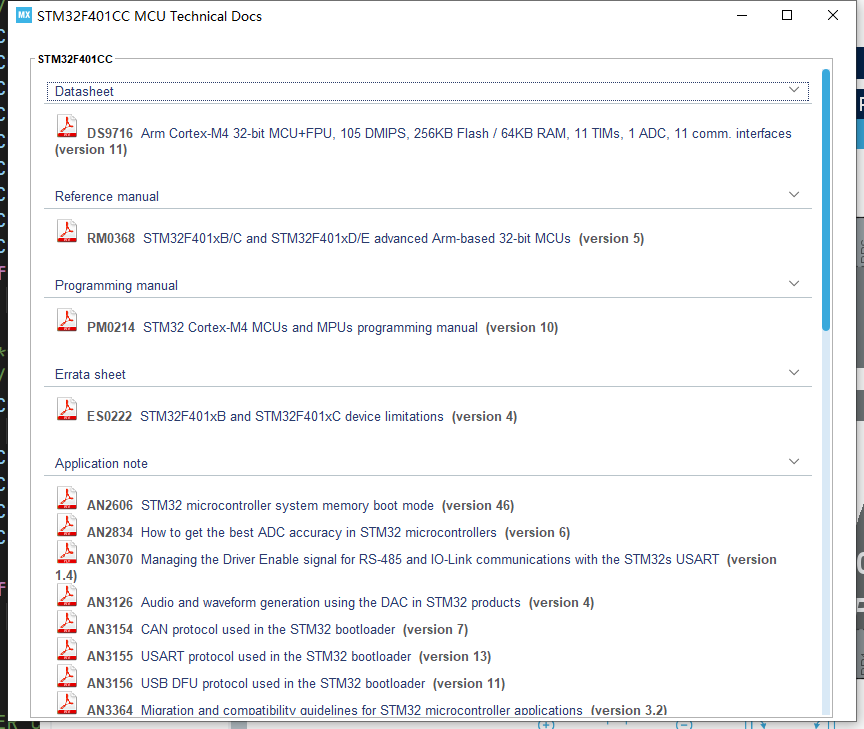 MX STM32F401CC MCU Technical Docs
STM32F401CC
Datasheet
DS9716 Arm Cortex-M4 32-bit MCU+FPU, 105 DMIPS, 256KB Flash / 64KB RAM, 11 TIMs, 1 ADC, 11 comm. interfaces
(version 11)
Reference manual
RM0368 STM32F401xB/C and STM32F401xD/E advanced Arm-based 32-bit MCUs (version 5)
Programming manual
PM0214 STM32 Cortex-M4 MCUs and MPUs programming manual (version 10)
Errata sheet
ES0222 STM32F401xB and STM32F401xC device limitations (version 4)
Application note
AN2606 STM32 microcontroller system memory boot mode (version 46)
AN2834 How to get the best ADC accuracy in STM32 microcontrollers (version 6)
AN3070 Managing the Driver Enable signal for RS-485 and IO-Link communications with the STM32s USART (version
1.4)
AN3126 Audio and waveform generation using the DAC in STM32 products (version 4)
AN3154 CAN protocol used in the STM32 bootloader (version 7)
AN3155 USART protocol used in the STM32 bootloader (version 13)
AN3156 USB DFU protocol used in the STM32 bootloader (version 11)
AN3364 Migration and compatibility guidelines for STM32 microcontroller applications (version 3.2)